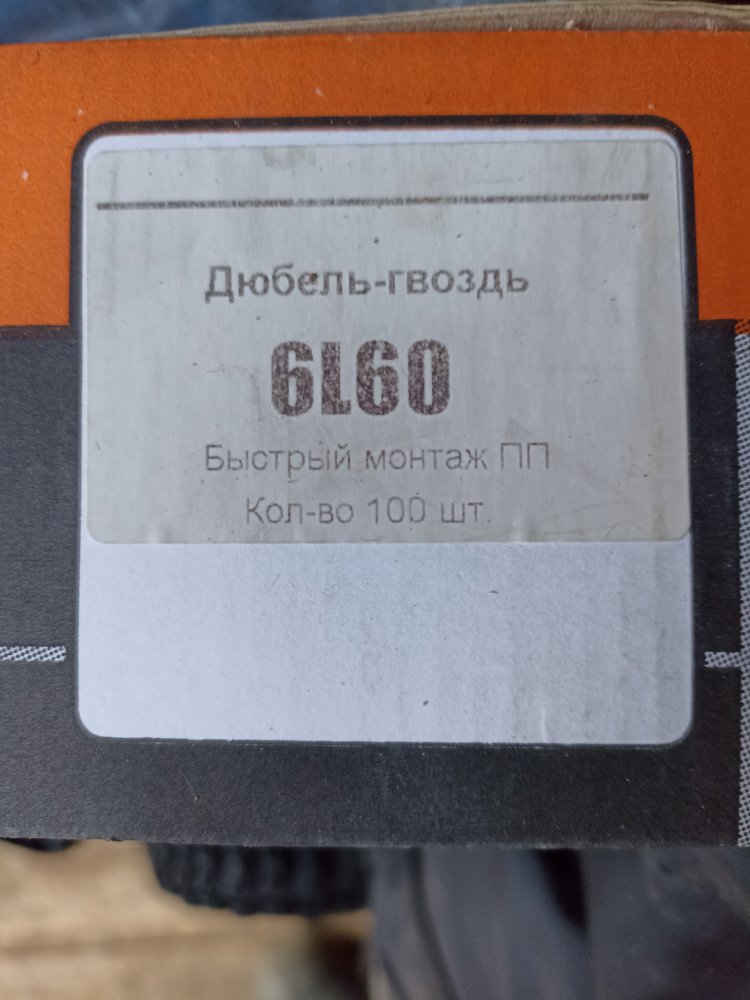 Дюбель-гвоздь
6L60
Быстрый монтаж ПП
Кол-во 100 шт.